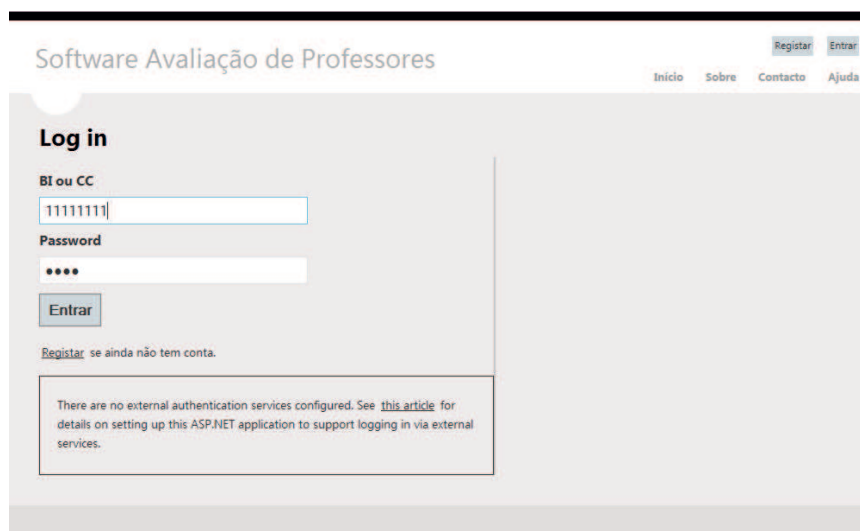 Registar Entrar
Software Avaliação de Professores
Início Sobre Contacto Ajuda
Log in
BI ou CC
11111111
Password
••••
Entrar
Registar se ainda não tem conta.
There are no external authentication services configured. See this article for
details on setting up this ASP.NET application to support logging in via external
services.